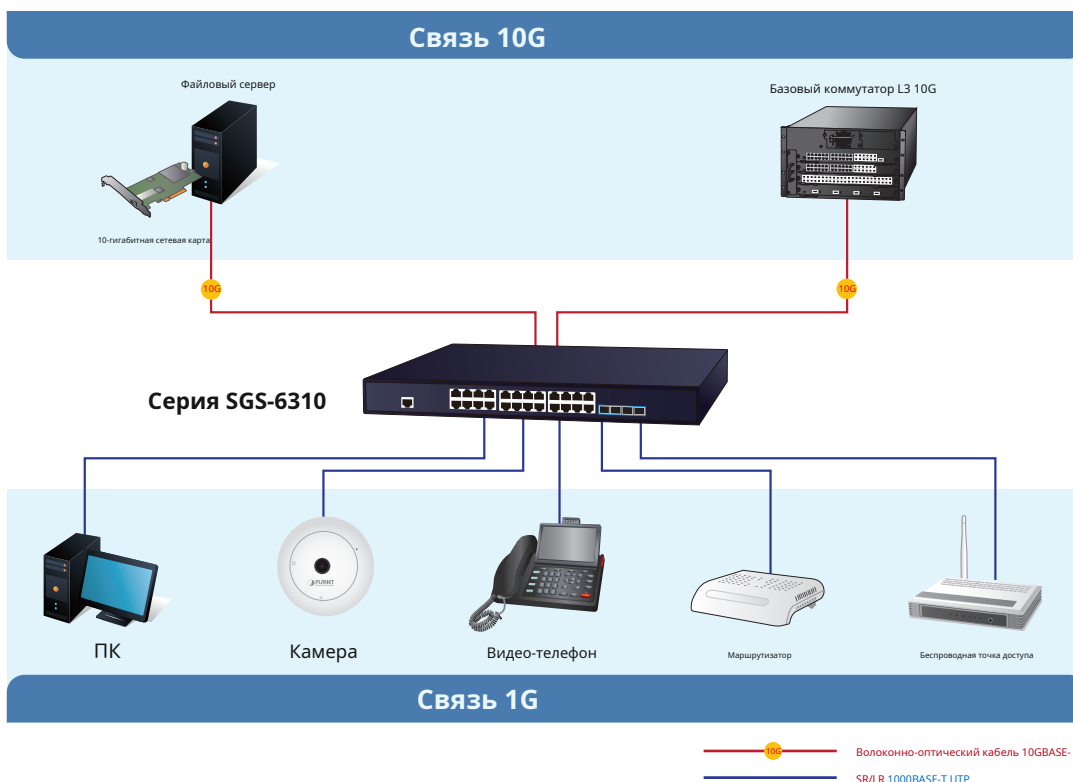 Связь 10G
Файловый сервер
Базовый коммутатор L3 10G
10-гигабитная сетевая карта
10G
10G
Серия SGS-6310
PLANET
ПК
Камера
Видео-телефон
Маршрутизатор
Беспроводная точка доступа
Связь 1G
10G
Волоконно-оптический кабель 10GBASE-
SR/LR 1000BASE-T UTP